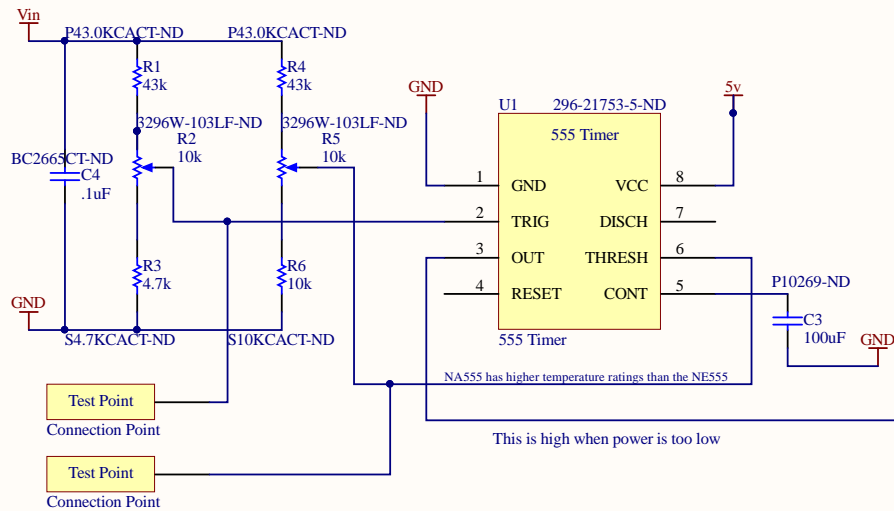 Vin
P43.0KCACT-ND P43.0KCACT-ND
R1
43k
R4
43k
3296W-103LF-ND 3296W-103LF-ND
R2
10k
R5
10k
BC2665CT-ND
C4
.1uF
R3
4.7k
R6
10k
GND
S4.7KCACT-ND S10KCACT-ND
GND
U1 296-21753-5-ND
5v
555 Timer
1 GND VCC 8
2 TRIG DISCH 7
3 OUT THRESH 6
4 RESET CONT 5
555 Timer
P10269-ND
C3
100uF
GND
NA555 has higher temperature ratings than the NE555
This is high when power is too low
Test Point
Connection Point
Test Point
Connection Point